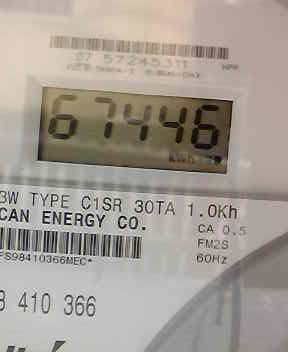 57245311
67446
KWH
3W TYPE C1SR 30TA 1.0Kh
CAN ENERGY CO.
CA 0.5
FM2S
60Hz
FS98410366MEC*
8 410 366